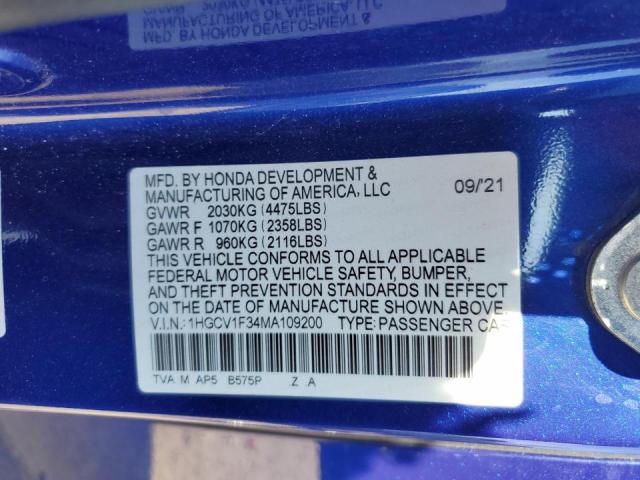 MFD. BY HONDA DEVELOPMENT &
MANUFACTURING OF AMERICA, LLC
09/'21
GVWR 2030KG (4475LBS)
GAWR F 1070KG (2358LBS)
GAWR R 960KG (2116LBS)
THIS VEHICLE CONFORMS TO ALL APPLICABLE
FEDERAL MOTOR VEHICLE SAFETY, BUMPER,
AND THEFT PREVENTION STANDARDS IN EFFECT
ON THE DATE OF MANUFACTURE SHOWN ABOVE.
V.I.N.: 1HGCV1F34MA109200 TYPE: PASSENGER CAR
TVA M AP5 B575P .Z .A